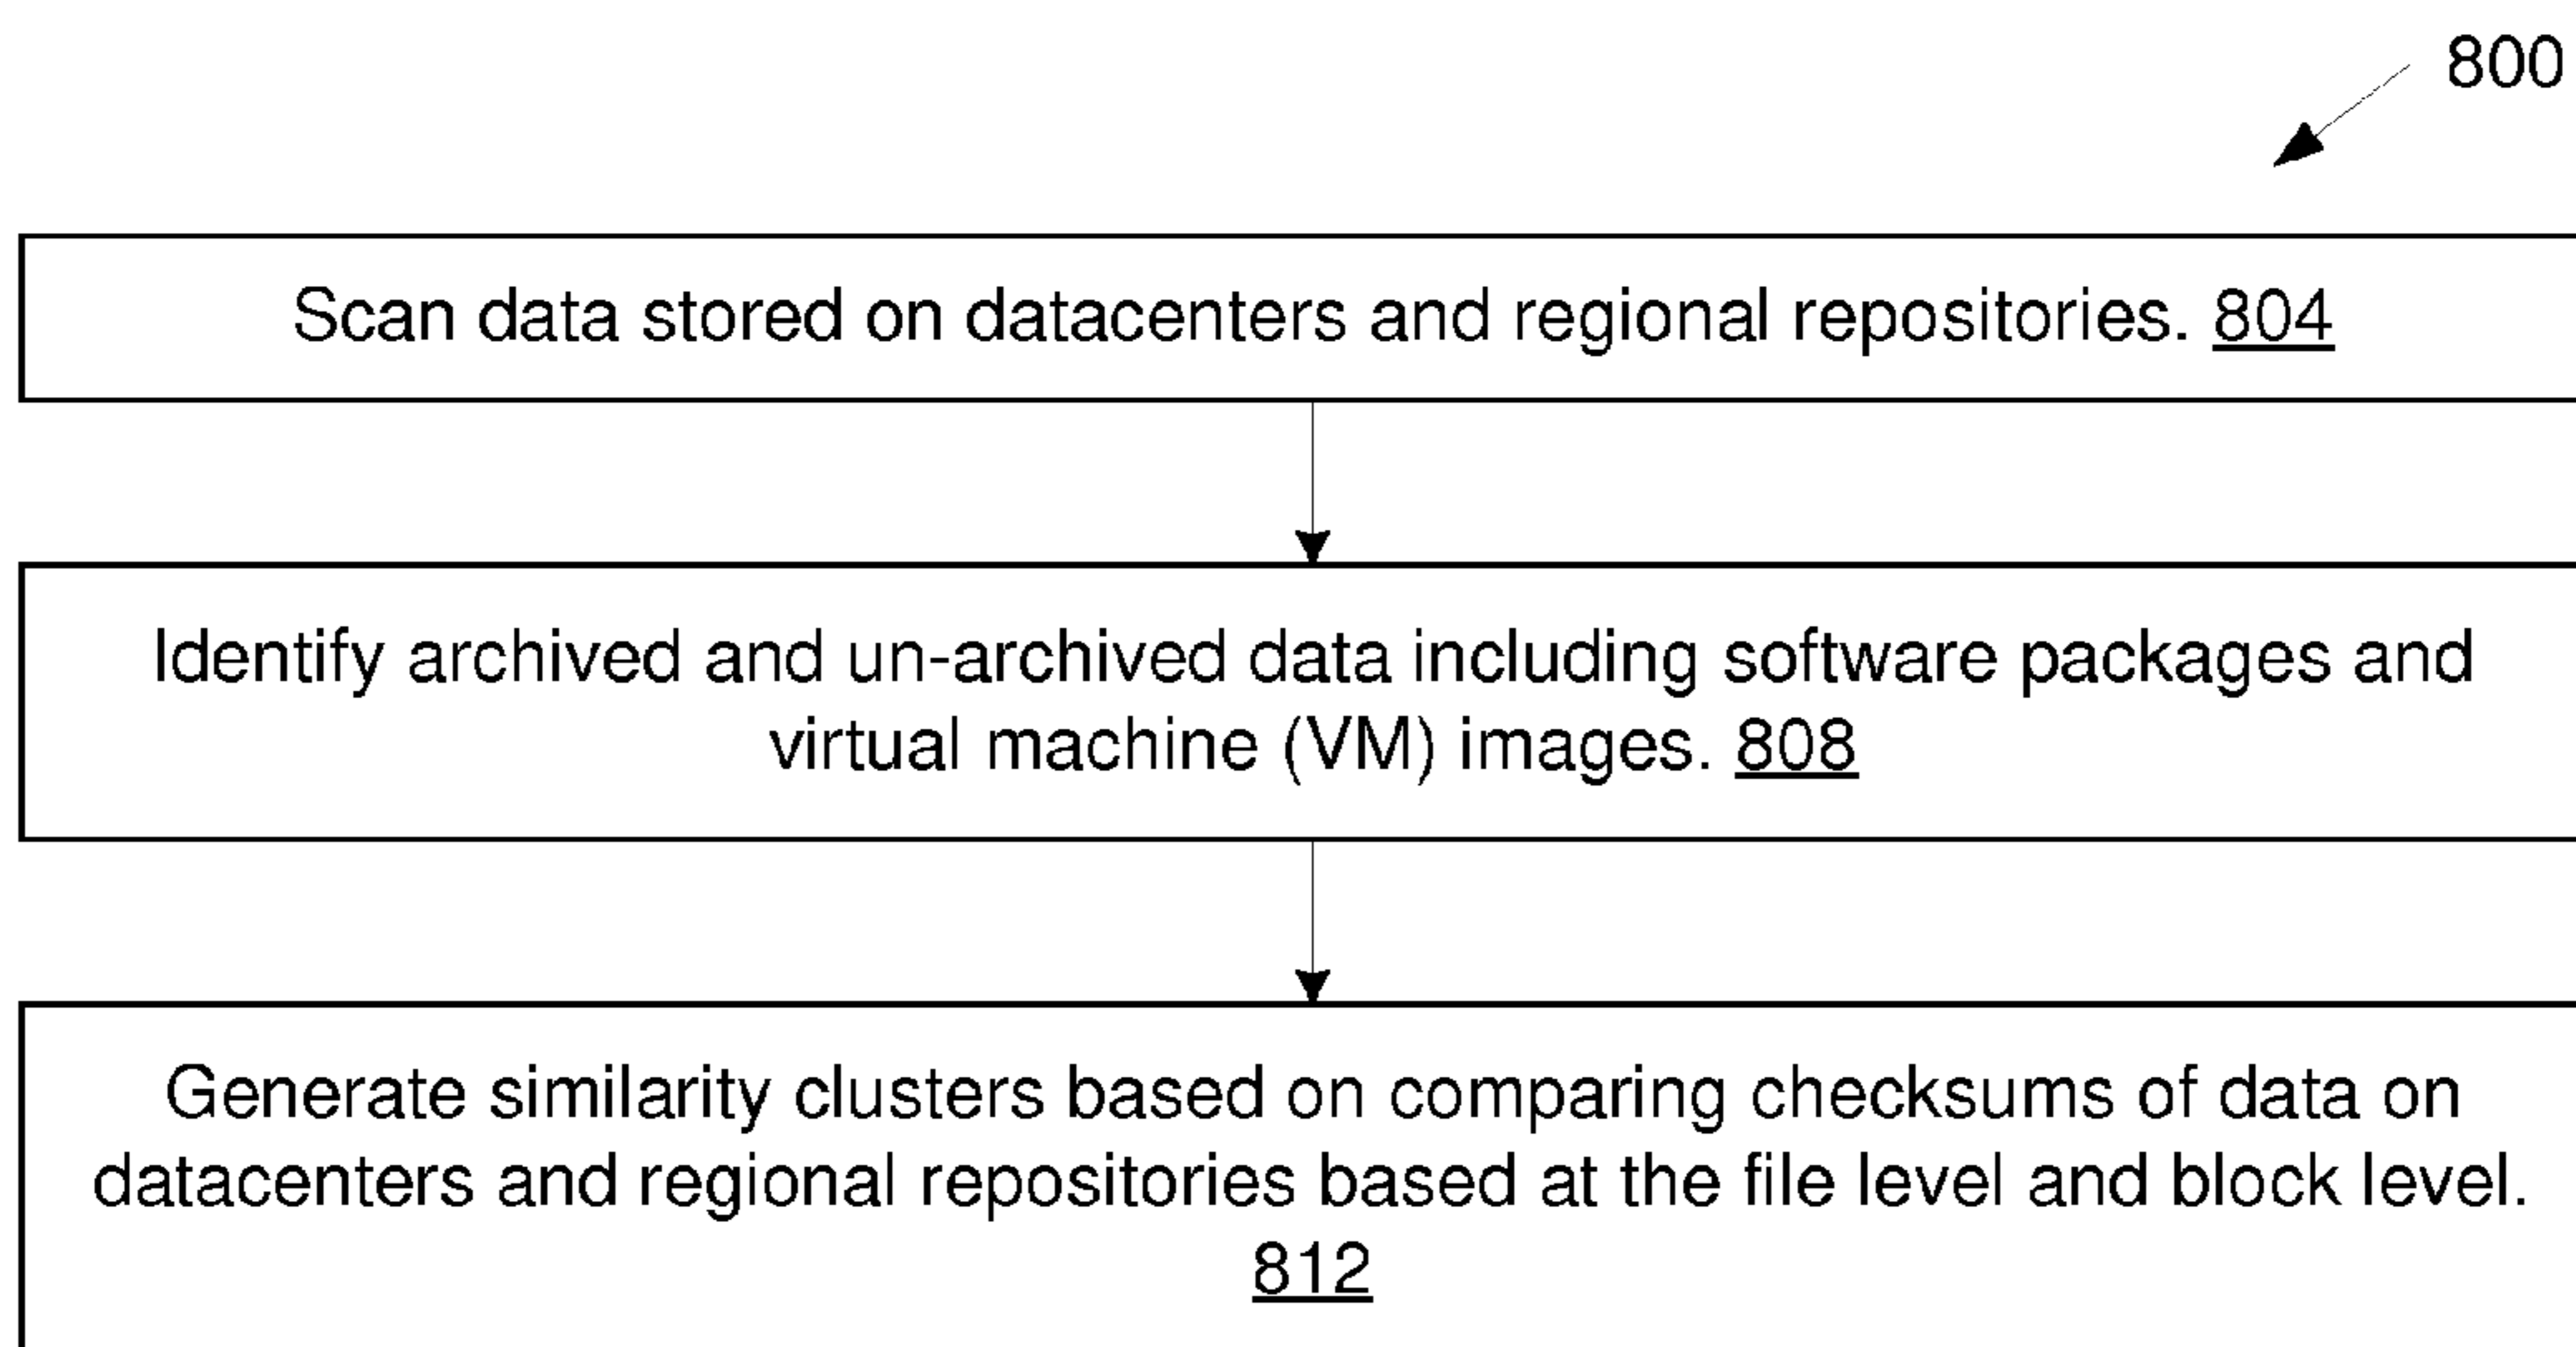 800
Scan data stored on datacenters and regional repositories. 804
Identify archived and un-archived data including software packages and
virtual machine (VM) images. 808
Generate similarity clusters based on comparing checksums of data on
datacenters and regional repositories based at the file level and block level.
812